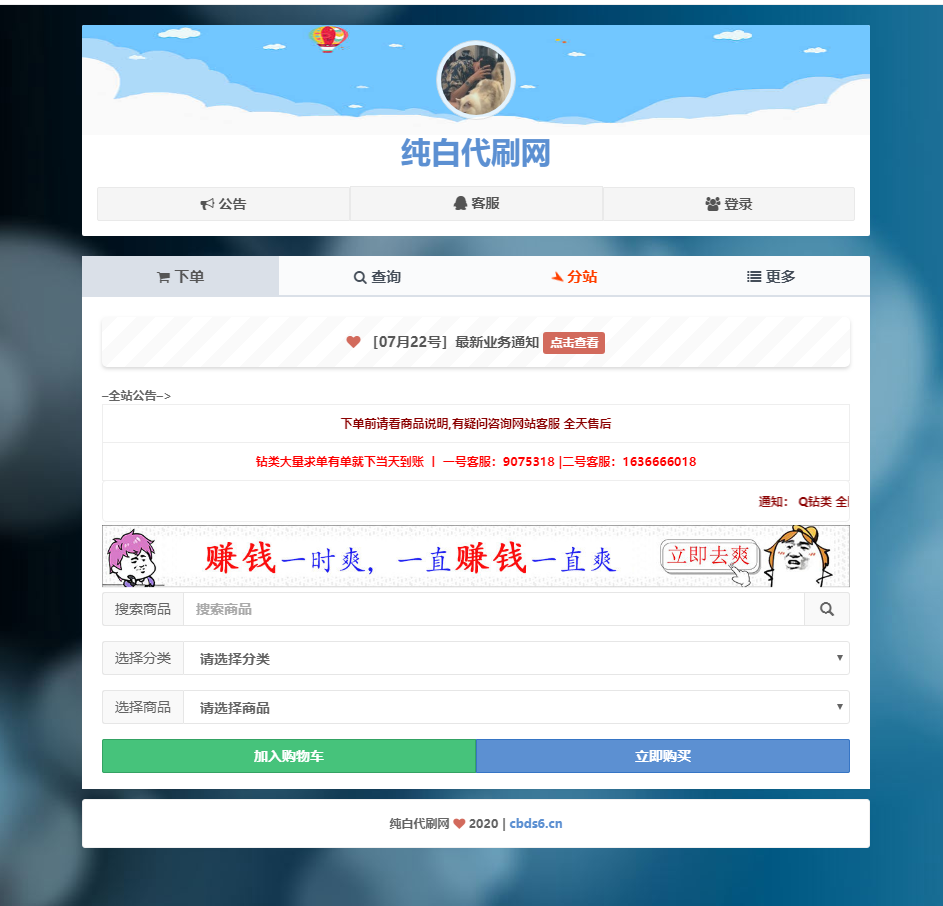 纯白代刷网
公告
客服
登录
下单
查询
分站
更多
［07月22号］最新业务通知 点击查看
–全站公告–>
下单前请看商品说明,有疑问咨询网站客服 全天售后
钻类大量求单有单就下当天到账 丨 一号客服：9075318 |二号客服：1636666018
通知： Q钻类 全
赚钱一时爽，一直赚钱一直爽 立即去爽
搜索商品 搜索商品
选择分类 请选择分类
选择商品 请选择商品
加入购物车
立即购买
纯白代刷网 2020 | cbds6.cn